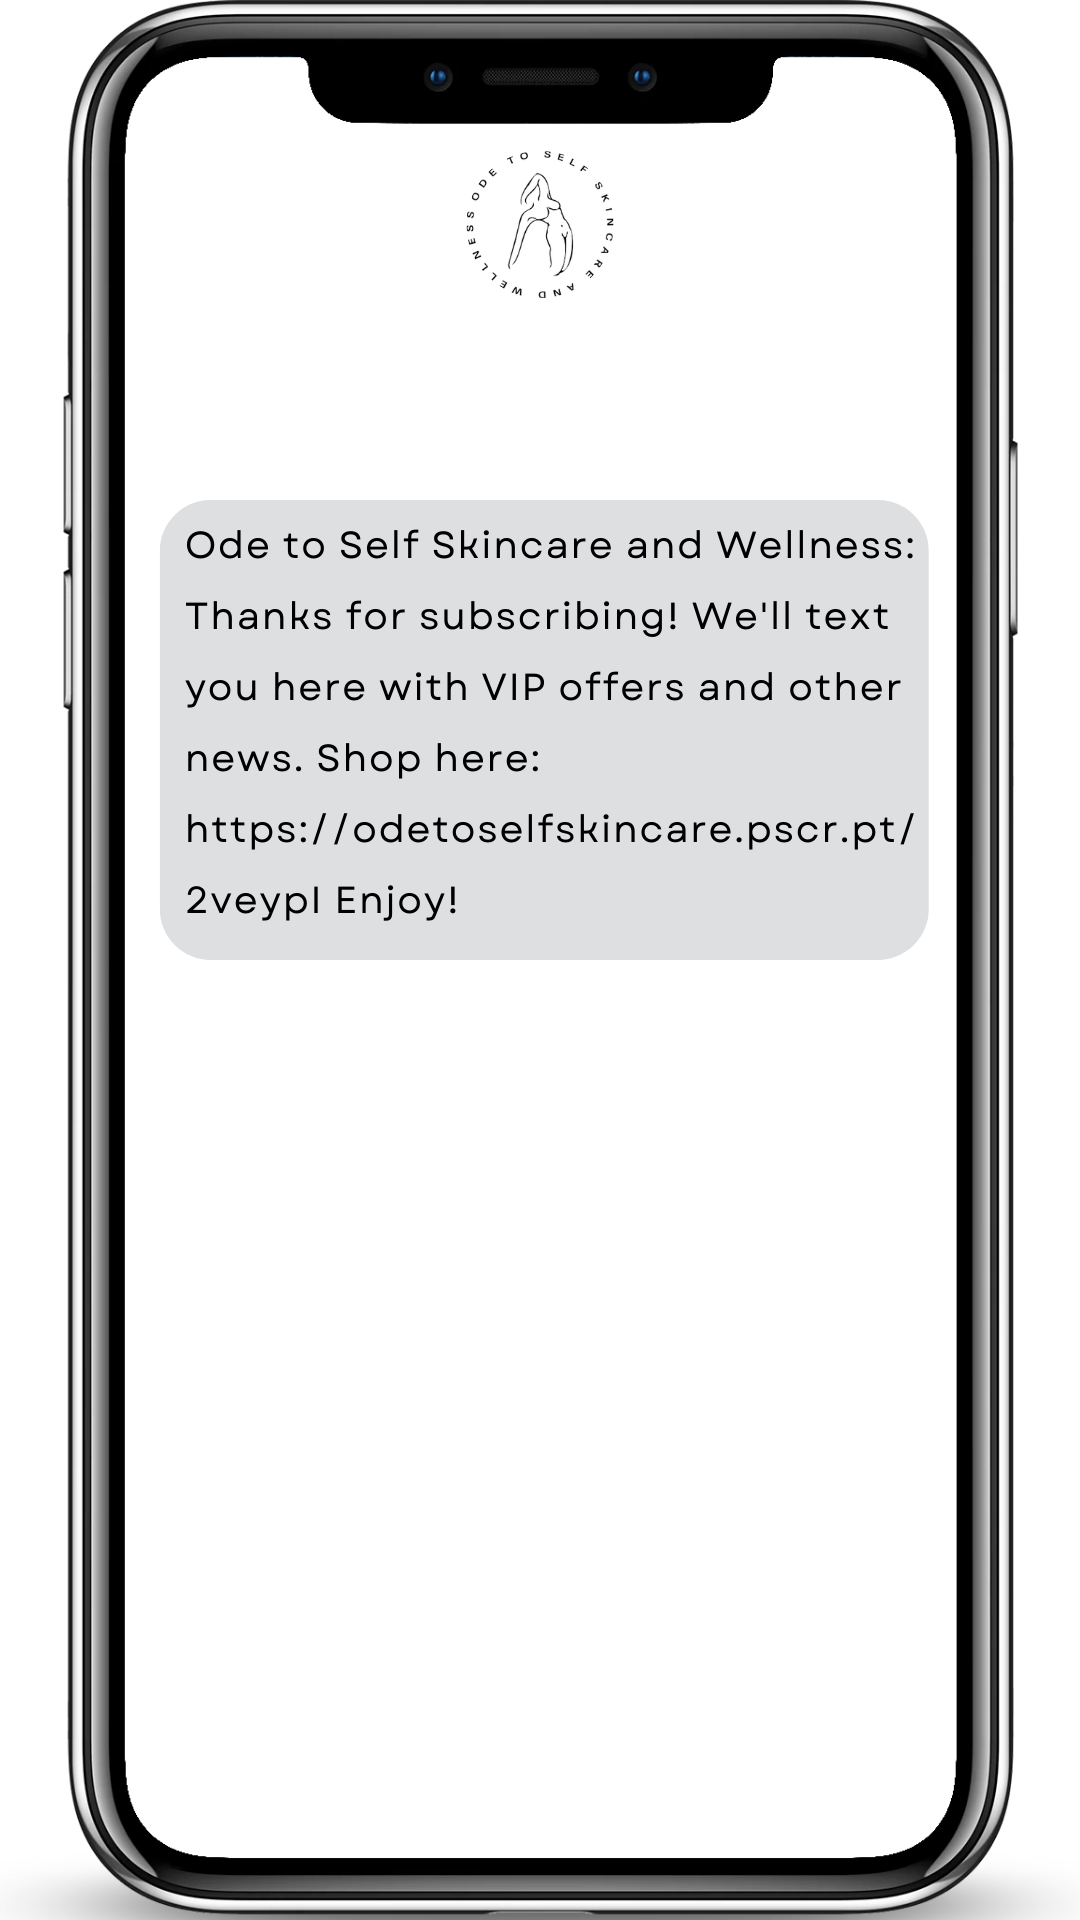 ODE TO SELF SKINCARE AND WELLNESS
Ode to Self Skincare and Wellness:
Thanks for subscribing! We'll text
you here with VIP offers and other
news. Shop here:
https://odetoselfskincare.pscr.pt/
2veypI Enjoy!